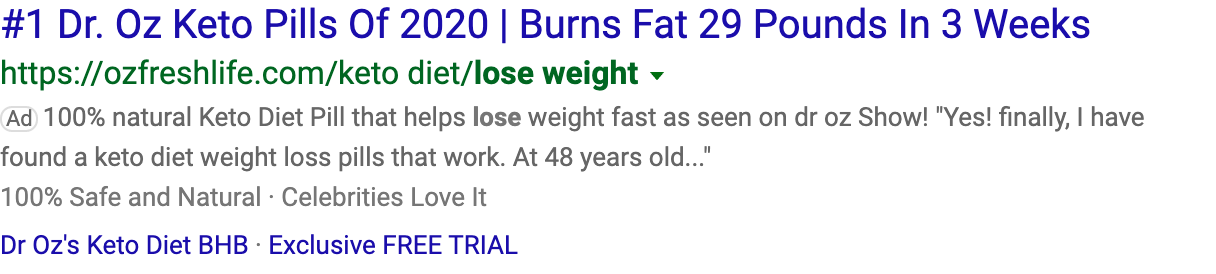 #1 Dr. Oz Keto Pills Of 2020 | Burns Fat 29 Pounds In 3 Weeks
https://ozfreshlife.com/keto diet/lose weight
Ad 100% natural Keto Diet Pill that helps lose weight fast as seen on dr oz Show! "Yes! finally, I have
found a keto diet weight loss pills that work. At 48 years old..."
100% Safe and Natural · Celebrities Love It
Dr Oz's Keto Diet BHB · Exclusive FREE TRIAL